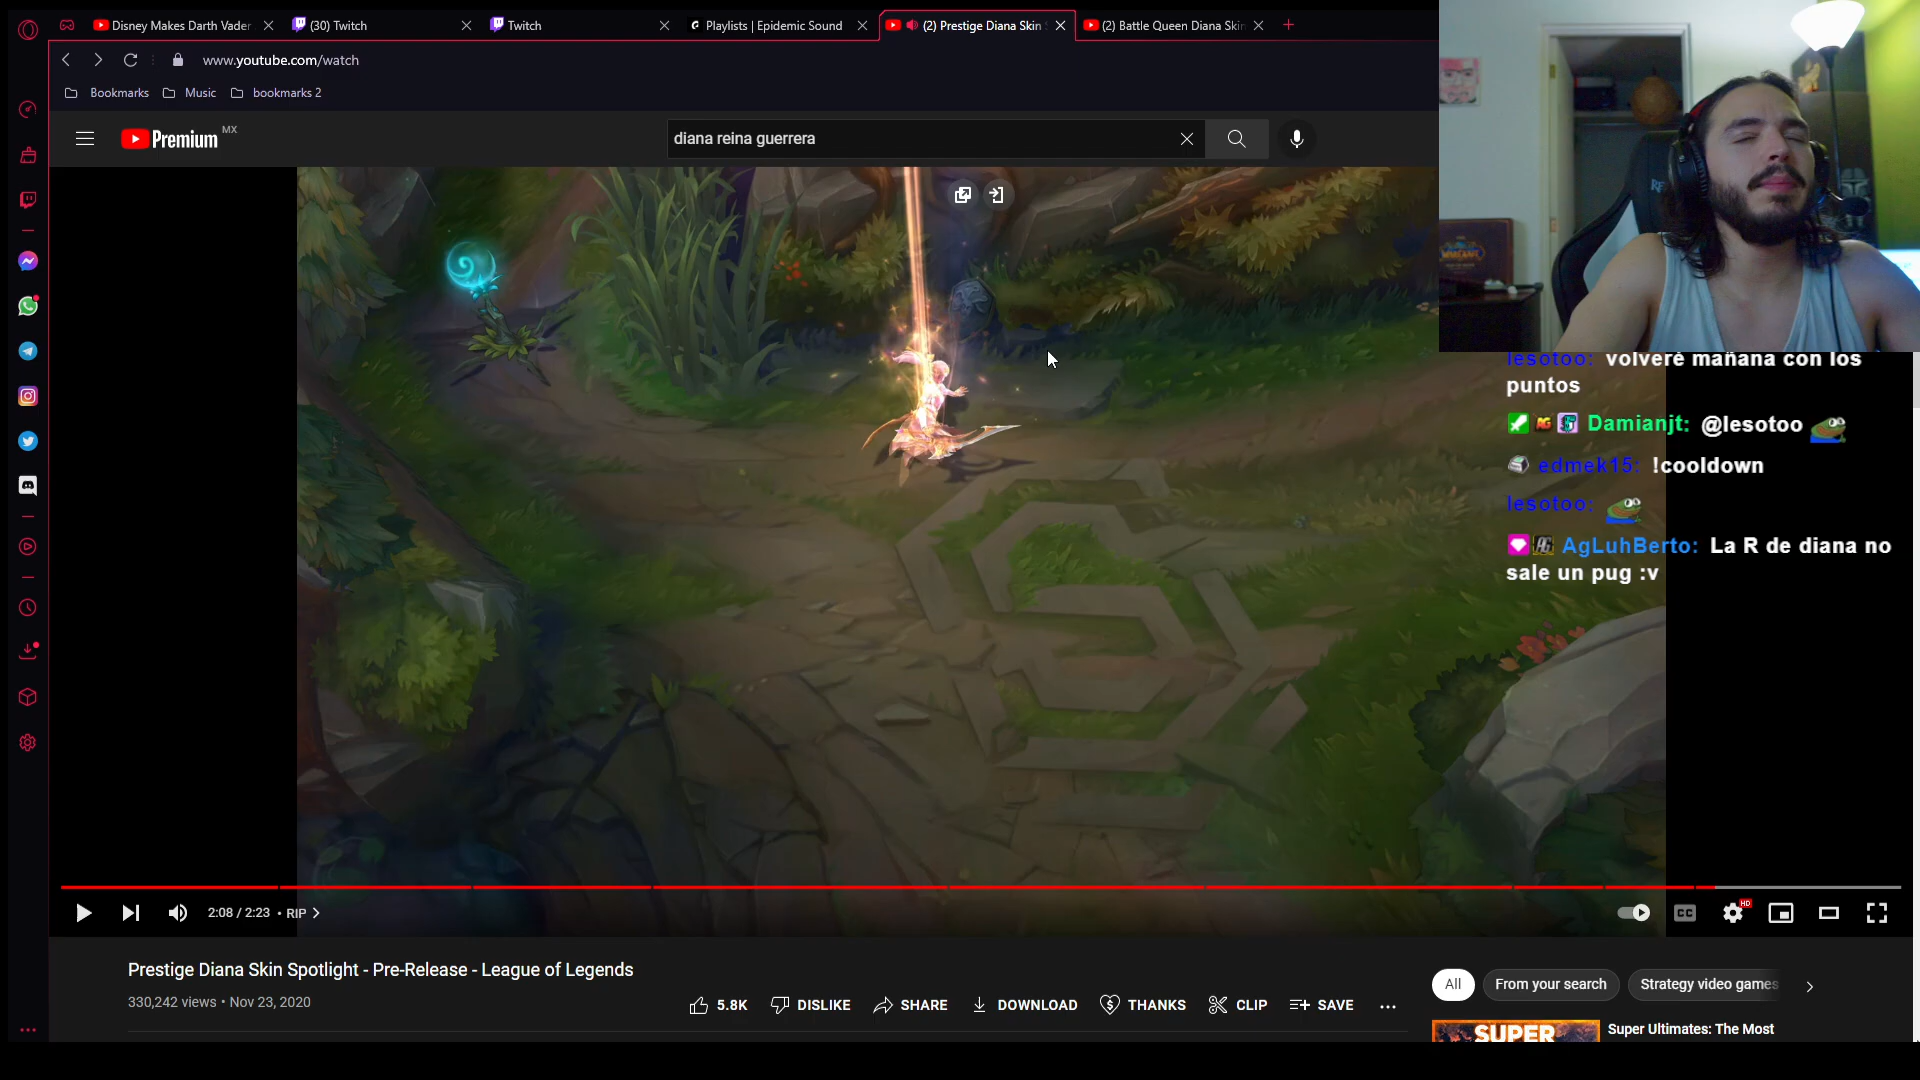 Disney Makes Darth Vader
(30) Twitch
Twitch
Playlists | Epidemic Sound
(2) Prestige Diana Skin
(2) Battle Queen Diana Skin
www.youtube.com/watch
Bookmarks
Music
bookmarks 2
Premium MX
diana reina guerrera
lesotoo: volveré mañana con los
puntos
Damianjt: @lesotoo
edmek15: !cooldown
lesotoo:
AgLuhBerto: La R de diana no
sale un pug :v
2:08 / 2:23 • RIP
CC
HD
Prestige Diana Skin Spotlight - Pre-Release - League of Legends
330,242 views • Nov 23, 2020
5.8K
DISLIKE
SHARE
DOWNLOAD
THANKS
CLIP
SAVE
All
From your search
Strategy video games
SUPER
Super Ultimates: The Most